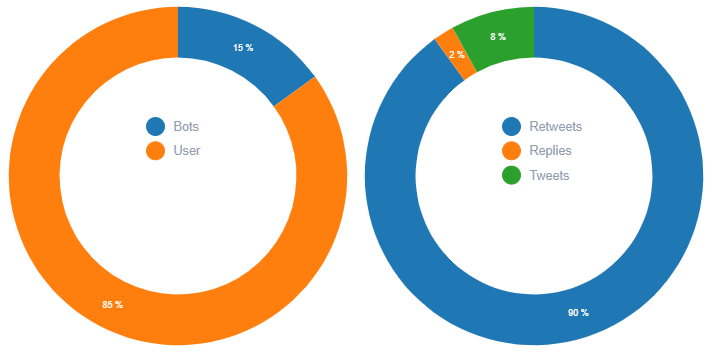 15 %
Bots
User
85 %
8 %
2 %
Retweets
Replies
Tweets
90 %